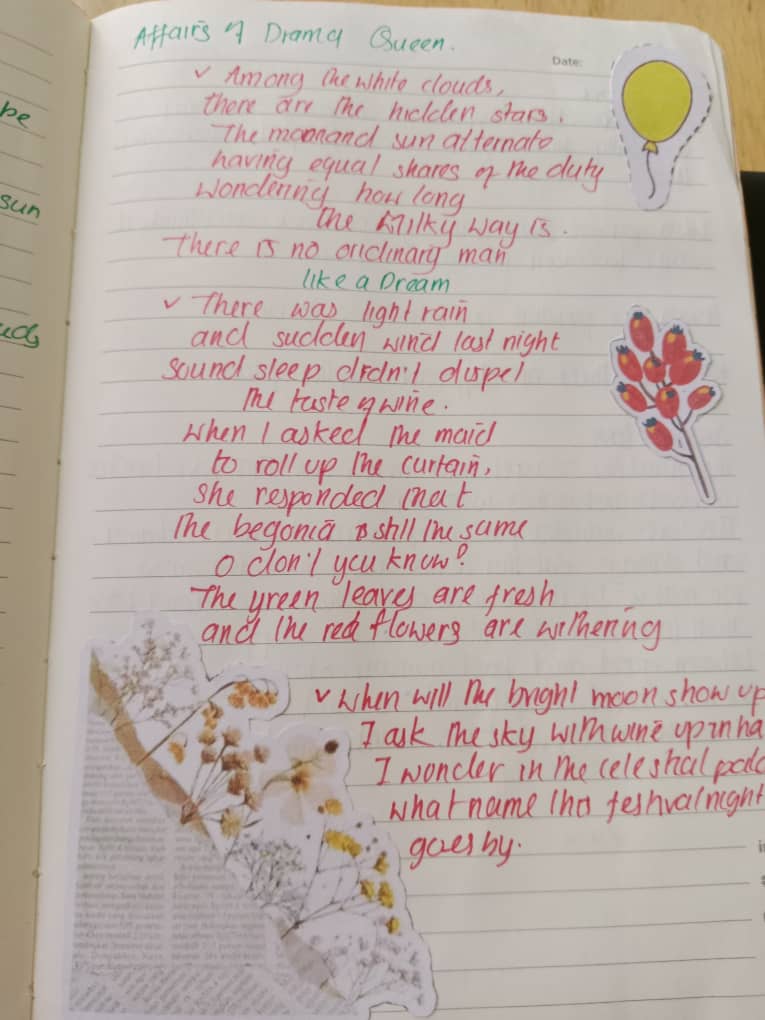 be
sun
Affairs of Drama Queen.
Date:
✓ Among the white clouds,
there are the hidden stars.
The moon and sun alternate
having equal shares of the duty
wondering how long
the Milky Way is.
There is no ordinary man
like a Dream
✓ There was light rain
and sudden wind last night
Sound sleep didn't dispel
the taste of wine.
When I asked the maid
to roll up the curtain,
she responded that
The begonia is still the same
O don't you know?
The green leaves are fresh
and the red flowers are withering
✓ When will the bright moon show up
I ask the sky with wine up in ha
I wonder in the celestial pala
what name this festival night
goes by.